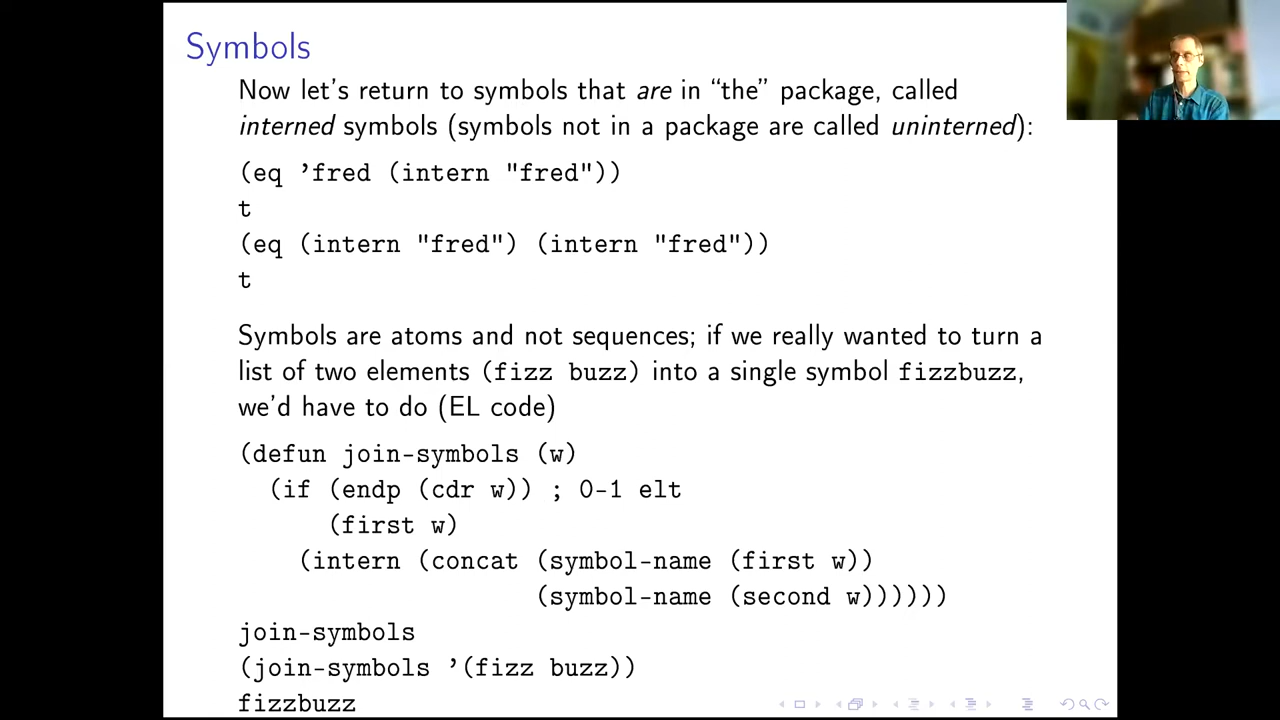 Symbols
Now let's return to symbols that are in “the” package, called
interned symbols (symbols not in a package are called uninterned):
(eq ’fred (intern "fred"))
t
(eq (intern "fred") (intern "fred"))
t
Symbols are atoms and not sequences; if we really wanted to turn a
list of two elements (fizz buzz) into a single symbol fizzbuzz,
we'd have to do (EL code)
(defun join-symbols (w)
(if (endp (cdr w)) ; 0-1 elt
(first w)
(intern (concat (symbol-name (first w))
(symbol-name (second w))))))
join-symbols
(join-symbols ’(fizz buzz))
fizzbuzz